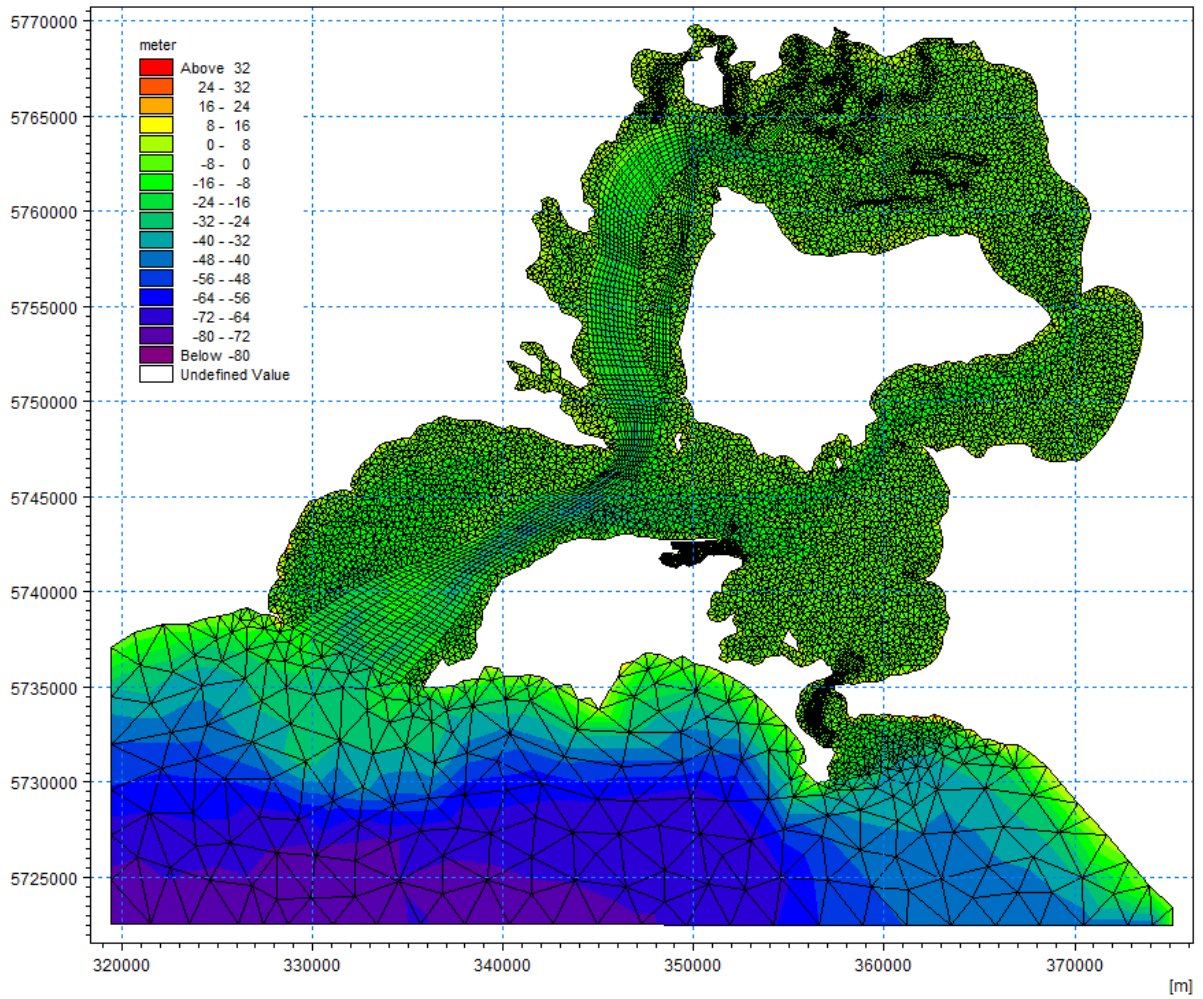 meter
Above 32
24 - 32
16 - 24
8 - 16
0 - 8
-8 - 0
-16 - -8
-24 - -16
-32 - -24
-40 - -32
-48 - -40
-56 - -48
-64 - -56
-72 - -64
-80 - -72
Below -80
Undefined Value
5770000
5765000
5760000
5755000
5750000
5745000
5740000
5735000
5730000
5725000
320000 330000 340000 350000 360000 370000
[m]